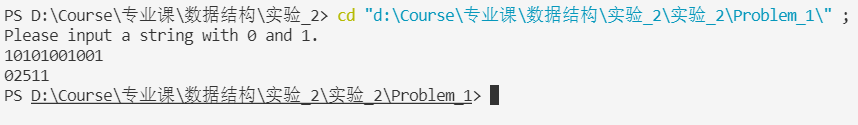 PS D:\Course\专业课\数据结构\实验_2> cd "d:\Course\专业课\数据结构\实验_2\实验_2\Problem_1\" ;
Please input a string with 0 and 1.
10101001001
02511
PS D:\Course\专业课\数据结构\实验_2\实验_2\Problem_1>